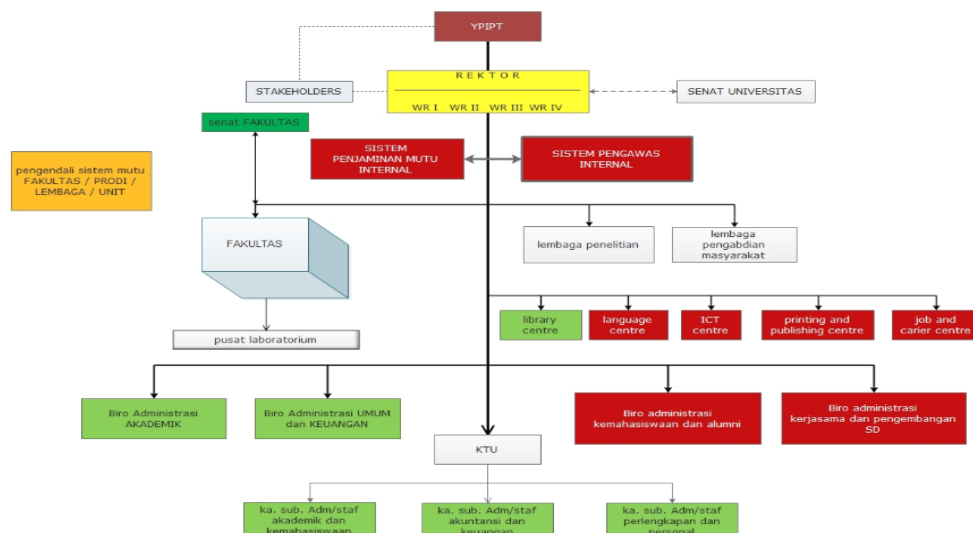 YPIPT
R E K T O R
WR I WR II WR III WR IV
STAKEHOLDERS
SENAT UNIVERSITAS
senat FAKULTAS
SISTEM
PENJAMINAN MUTU
INTERNAL
SISTEM PENGAWAS
INTERNAL
pengendali sistem mutu
FAKULTAS / PRODI /
LEMBAGA / UNIT
FAKULTAS
lembaga penelitian
lembaga
pengabdian
masyarakat
pusat laboratorium
library
centre
language
centre
ICT
centre
printing and
publishing centre
job and
carier centre
Biro Administrasi
AKADEMIK
Biro Administrasi UMUM
dan KEUANGAN
Biro administrasi
kemahasiswaan dan alumni
Biro administrasi
kerjasama dan pengembangan
SD
KTU
ka. sub. Adm/staf
akademik dan
kemahasiswaan
ka. sub. Adm/staf
akuntansi dan
keuangan
ka. sub. Adm/staf
perlengkapan dan
personal